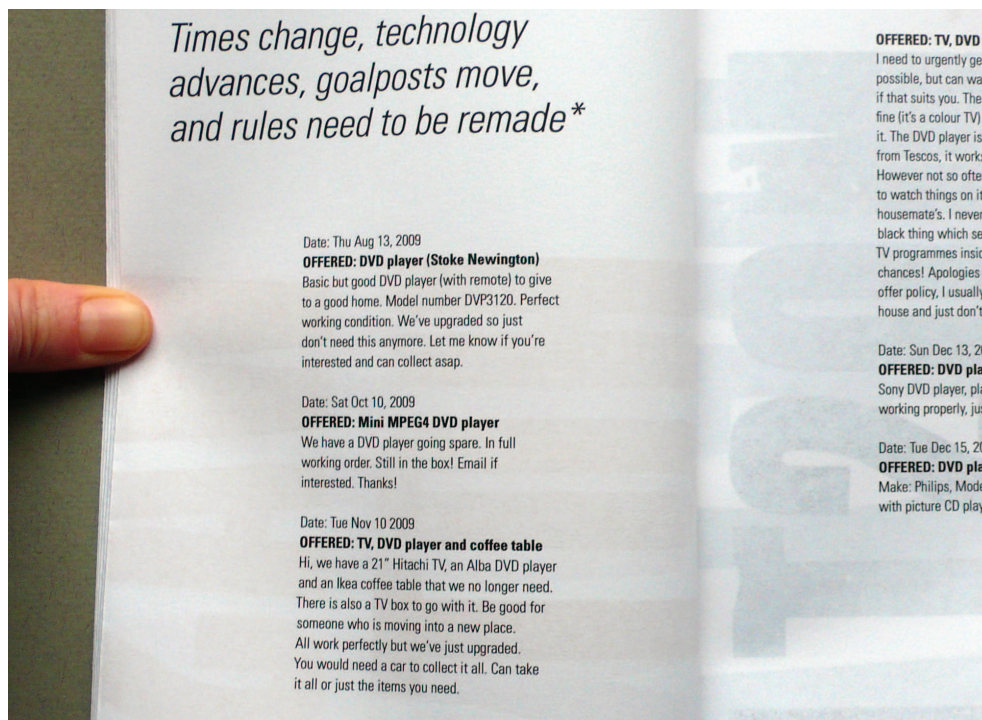 Times change, technology
advances, goalposts move,
and rules need to be remade*
Date: Thu Aug 13, 2009
OFFERED: DVD player (Stoke Newington)
Basic but good DVD player (with remote) to give
to a good home. Model number DVP3120. Perfect
working condition. We've upgraded so just
don't need this anymore. Let me know if you're
interested and can collect asap.
Date: Sat Oct 10, 2009
OFFERED: Mini MPEG4 DVD player
We have a DVD player going spare. In full
working order. Still in the box! Email if
interested. Thanks!
Date: Tue Nov 10 2009
OFFERED: TV, DVD player and coffee table
Hi, we have a 21" Hitachi TV, an Alba DVD player
and an Ikea coffee table that we no longer need.
There is also a TV box to go with it. Be good for
someone who is moving into a new place.
All work perfectly but we've just upgraded.
You would need a car to collect it all. Can take
it all or just the items you need.
OFFERED: TV, DVD
I need to urgently
possible, but can
if that suits you.
fine (it's a colour TV)
it. The DVD player is
from Tescos, it
However not so
to watch things on
housemate's. I never
black thing which
TV programmes
chances! Apologies
offer policy, I usually
house and just
Date: Sun Dec 13,
OFFERED: DVD
Sony DVD player,
working properly,
Date: Tue Dec 15,
OFFERED: DVD
Make: Philips,
with picture CD